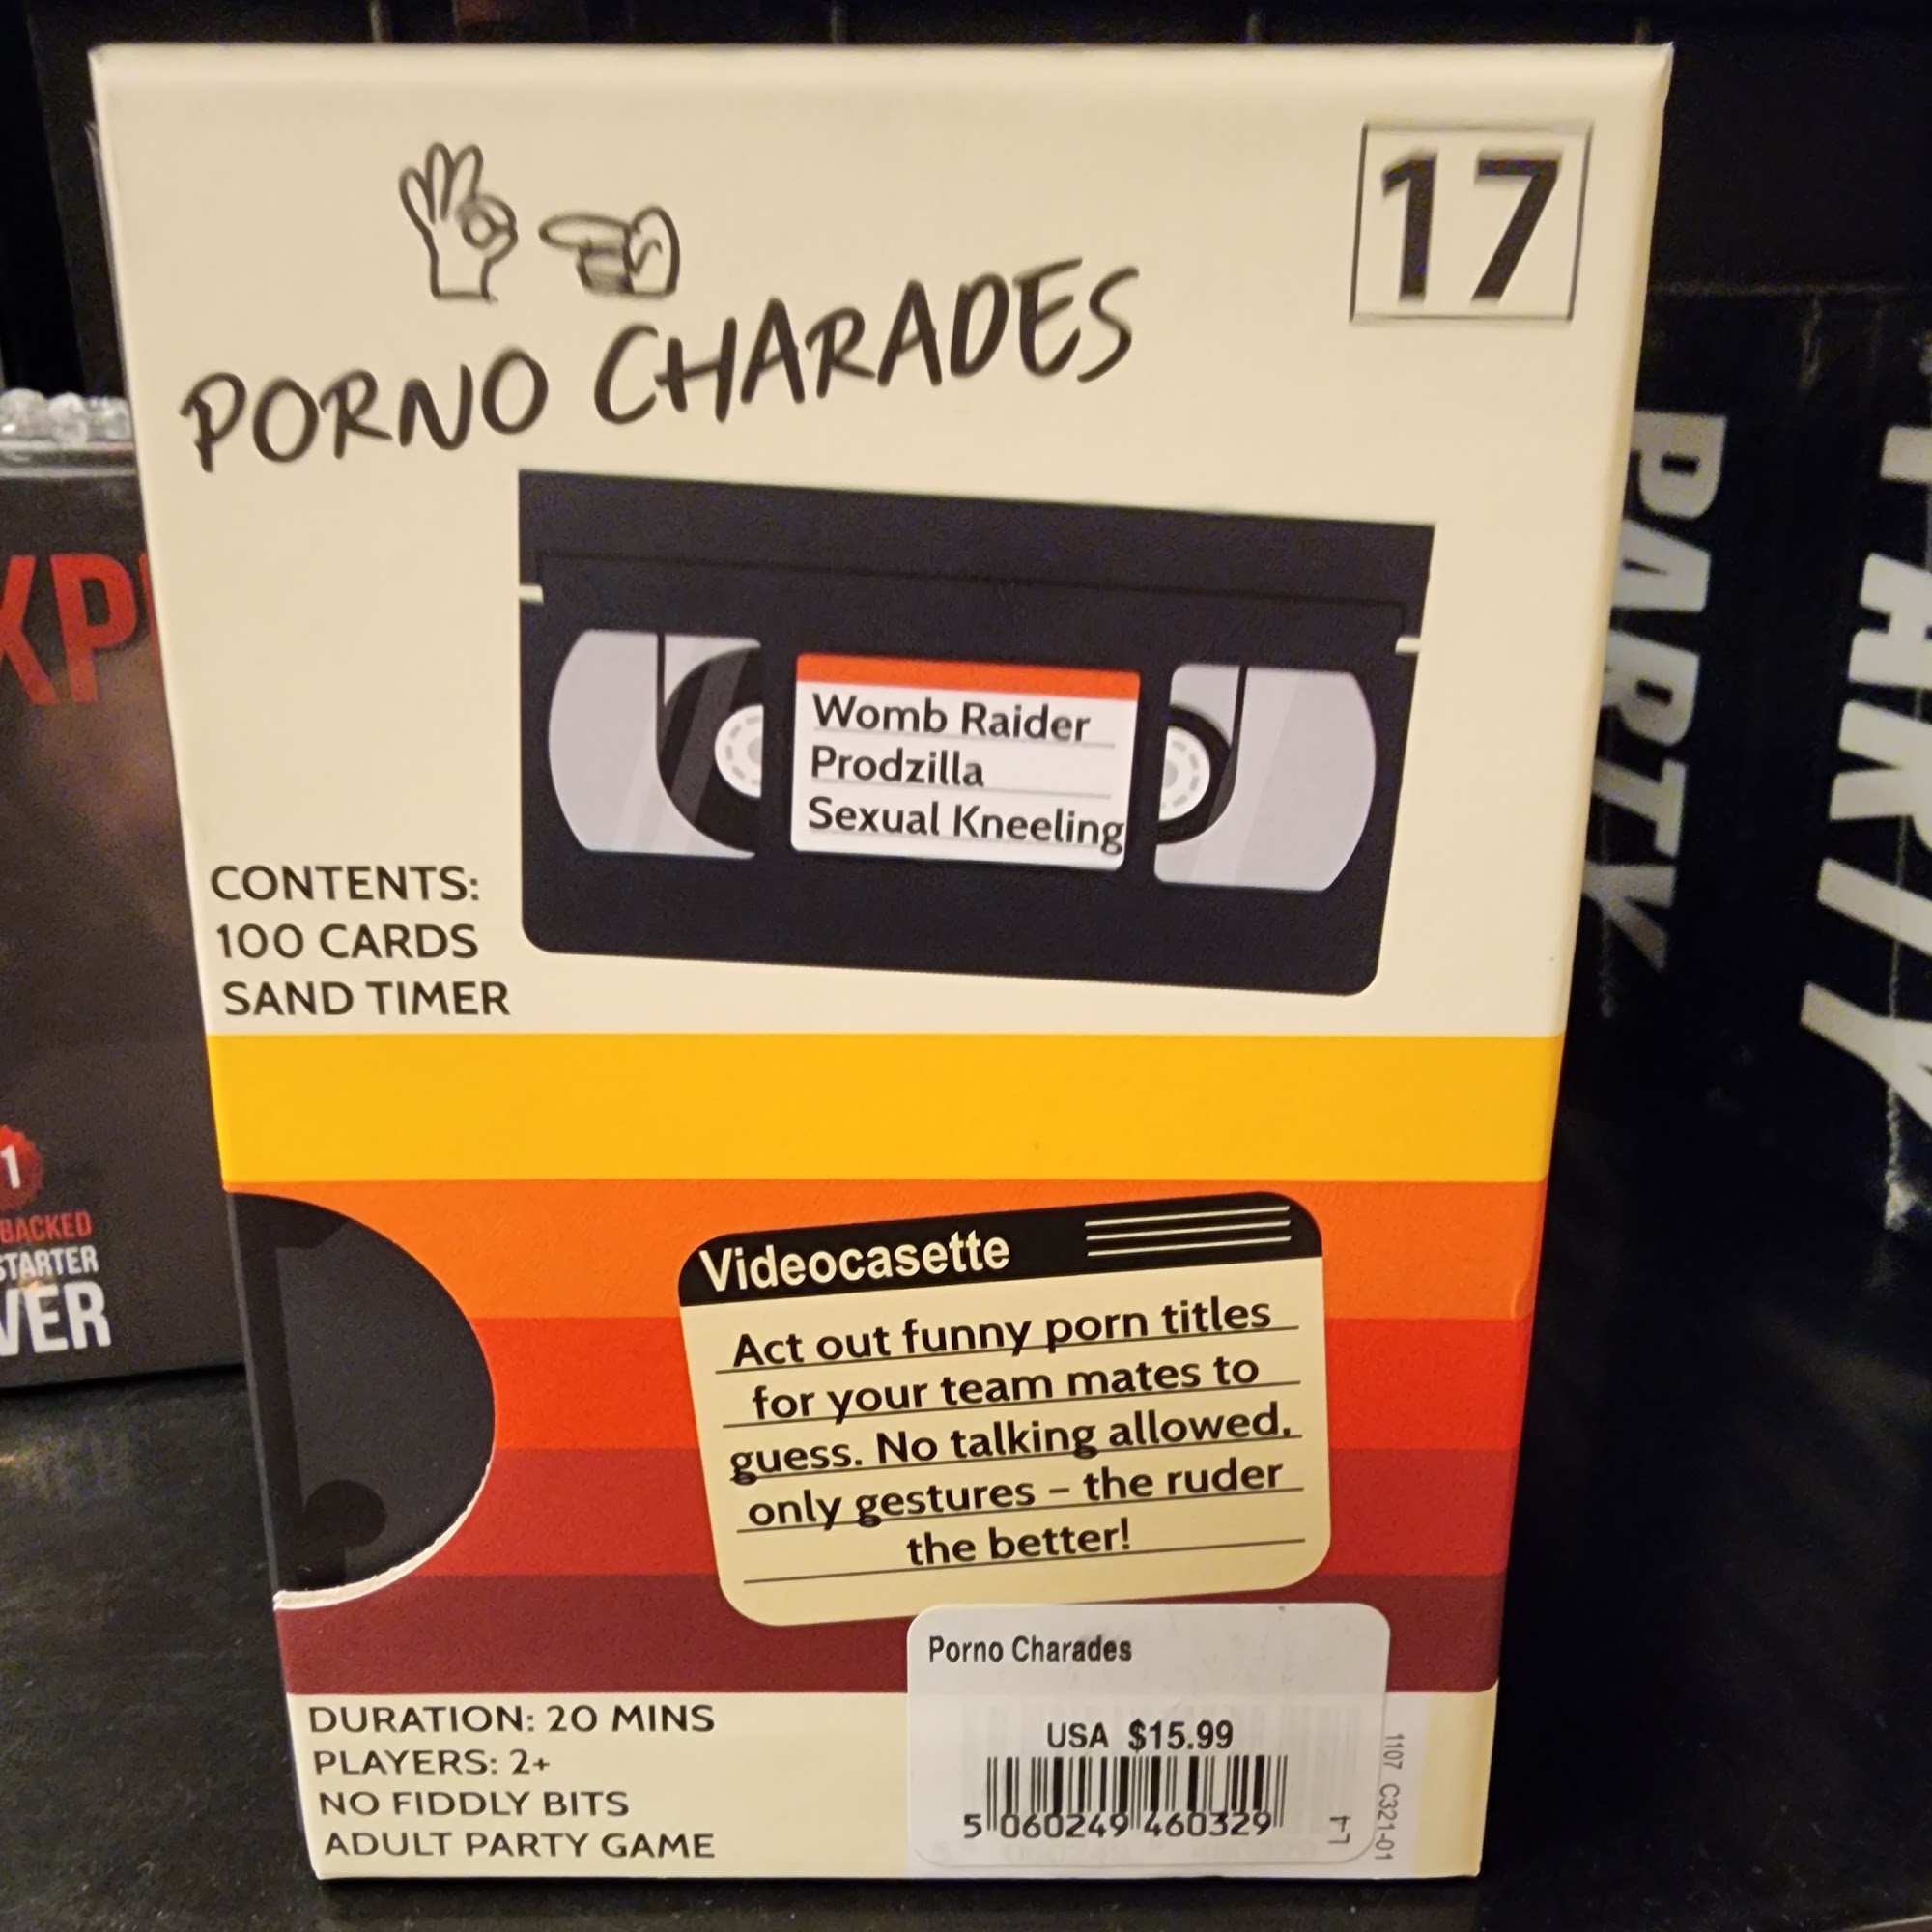 17
PORNO CHARADES
Womb Raider
Prodzilla
Sexual Kneeling
CONTENTS:
100 CARDS
SAND TIMER
Videocasette
Act out funny porn titles
for your team mates to
guess. No talking allowed,
only gestures – the ruder
the better!
Porno Charades
USA $15.99
5 060249 460329
1107 C321-01
DURATION: 20 MINS
PLAYERS: 2+
NO FIDDLY BITS
ADULT PARTY GAME
XP
1
BACKED
STARTER
VER
PARTY
PARTY